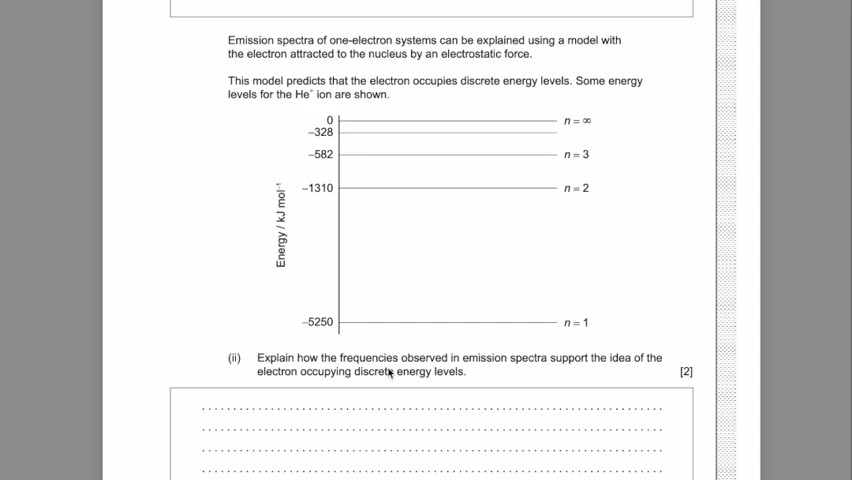 Emission spectra of one-electron systems can be explained using a model with
the electron attracted to the nucleus by an electrostatic force.
This model predicts that the electron occupies discrete energy levels. Some energy
levels for the He⁺ ion are shown.
0
n = ∞
–328
–582
n = 3
–1310
n = 2
Energy / kJ mol⁻¹
–5250
n = 1
(ii) Explain how the frequencies observed in emission spectra support the idea of the
electron occupying discrete energy levels. [2]